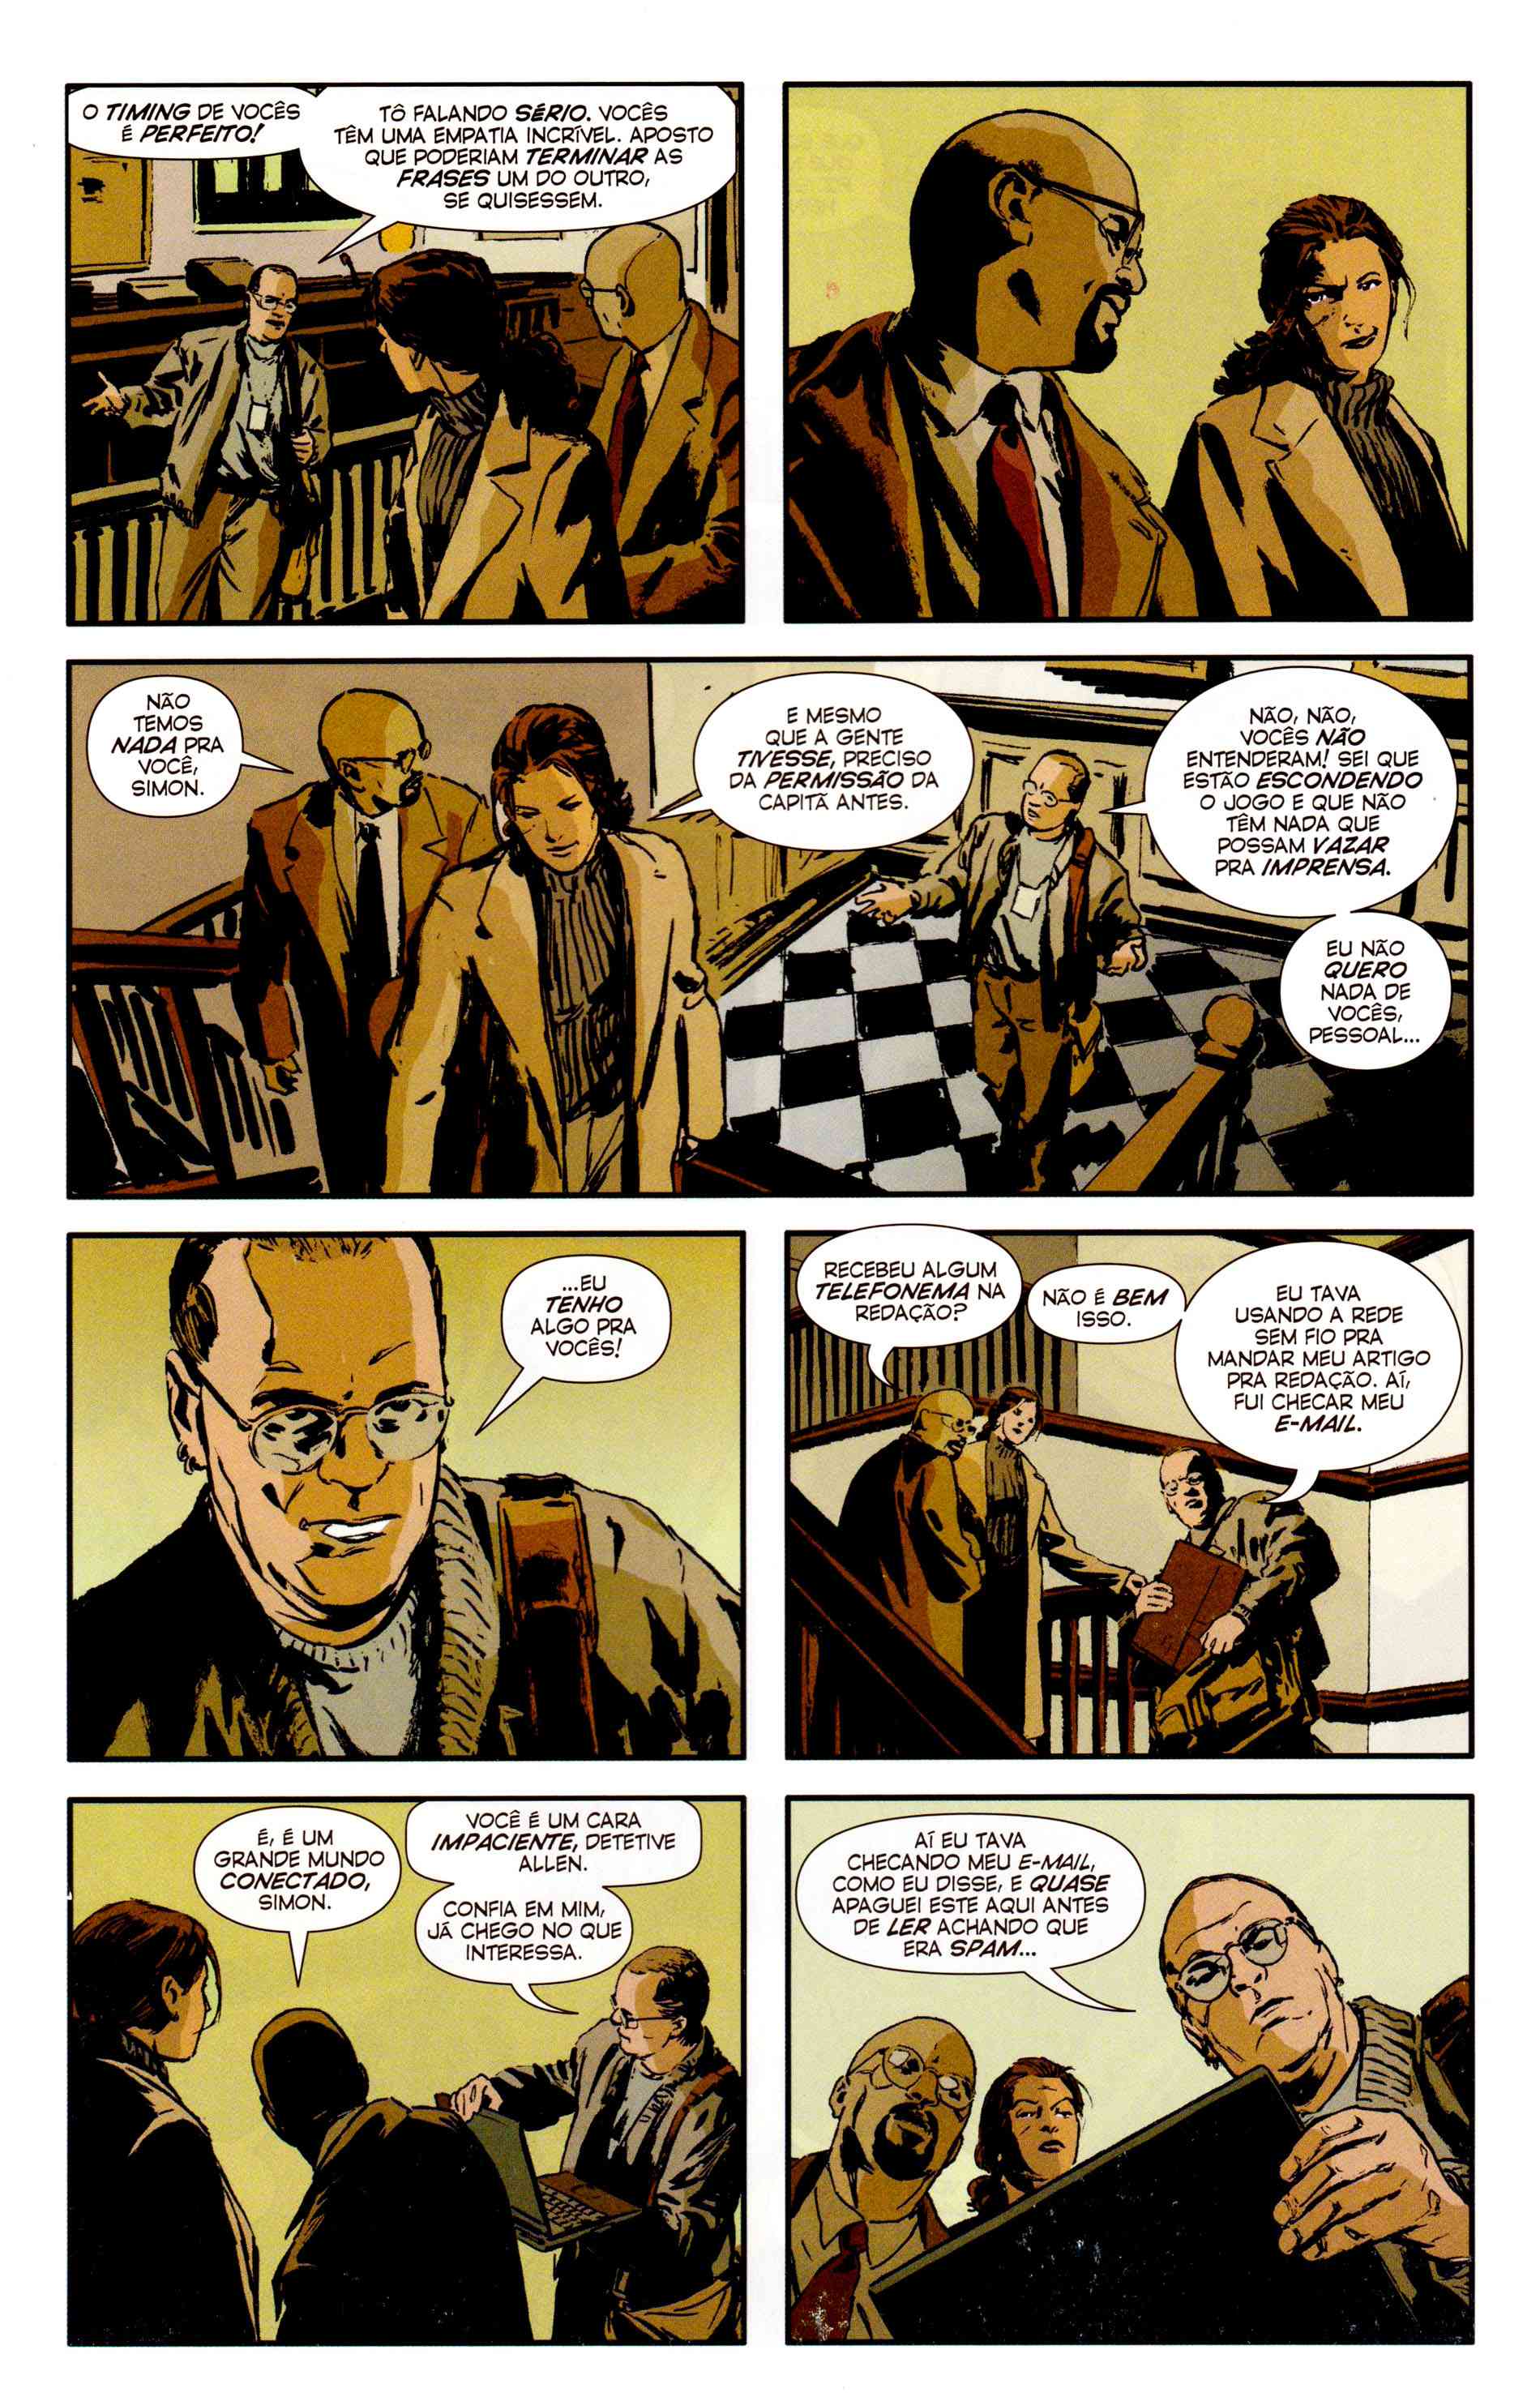 O TIMING DE VOCÊS
É PERFEITO!
TÔ FALANDO SÉRIO. VOCÊS
TÊM UMA EMPATIA INCRÍVEL. APOSTO
QUE PODERIAM TERMINAR AS
FRASES UM DO OUTRO,
SE QUISESSEM.
NÃO
TEMOS
NADA PRA
VOCÊ,
SIMON.
E MESMO
QUE A GENTE
TIVESSE, PRECISO
DA PERMISSÃO DA
CAPITÃ ANTES.
NÃO, NÃO,
VOCÊS NÃO
ENTENDERAM! SEI QUE
ESTÃO ESCONDENDO
O JOGO E QUE NÃO
TÊM NADA QUE
POSSAM VAZAR
PRA IMPRENSA.
EU NÃO
QUERO
NADA DE
VOCÊS,
PESSOAL...
...EU
TENHO
ALGO PRA
VOCÊS!
RECEBEU ALGUM
TELEFONEMA NA
REDAÇÃO?
NÃO É BEM
ISSO.
EU TAVA
USANDO A REDE
SEM FIO PRA
MANDAR MEU ARTIGO
PRA REDAÇÃO. AÍ,
FUI CHECAR MEU
E-MAIL.
É, É UM
GRANDE MUNDO
CONECTADO,
SIMON.
VOCÊ É UM CARA
IMPACIENTE, DETETIVE
ALLEN.
CONFIA EM MIM,
JÁ CHEGO NO QUE
INTERESSA.
AÍ EU TAVA
CHECANDO MEU E-MAIL,
COMO EU DISSE, E QUASE
APAGUEI ESTE AQUI ANTES
DE LER ACHANDO QUE
ERA SPAM...